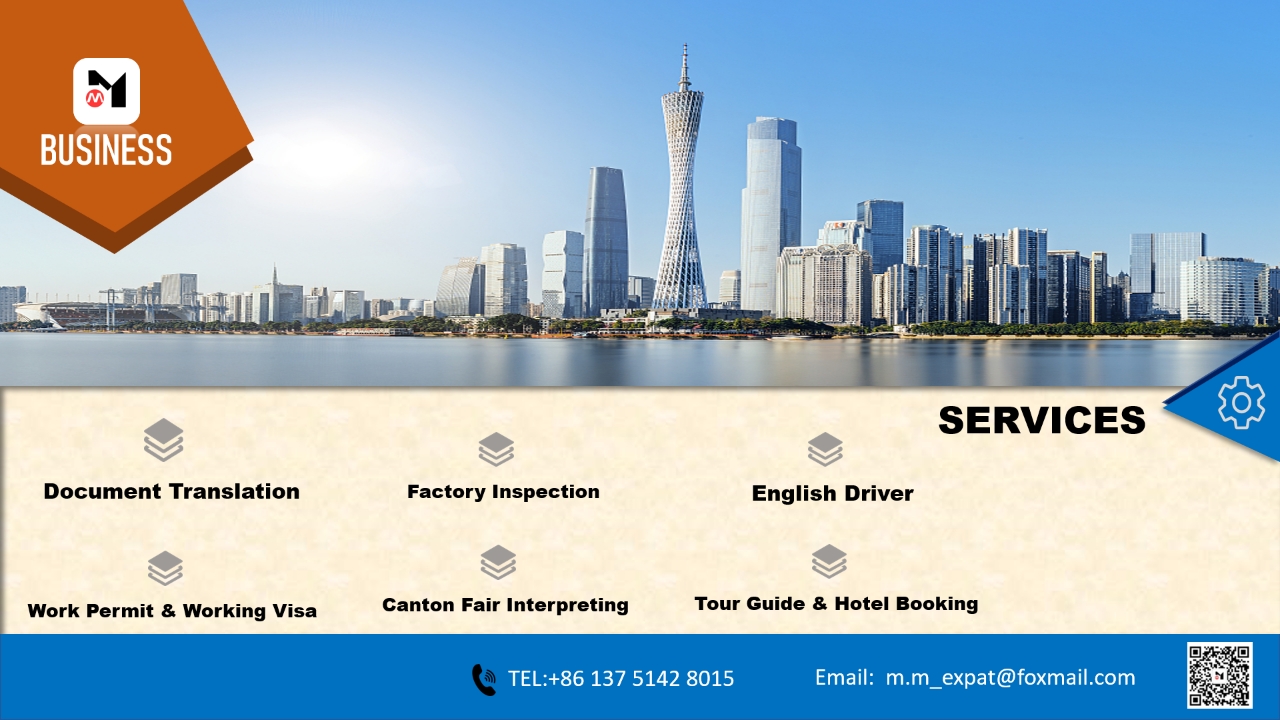 M
BUSINESS
SERVICES
Document Translation
Factory Inspection
English Driver
Work Permit & Working Visa
Canton Fair Interpreting
Tour Guide & Hotel Booking
TEL:+86 137 5142 8015
Email: m.m_expat@foxmail.com